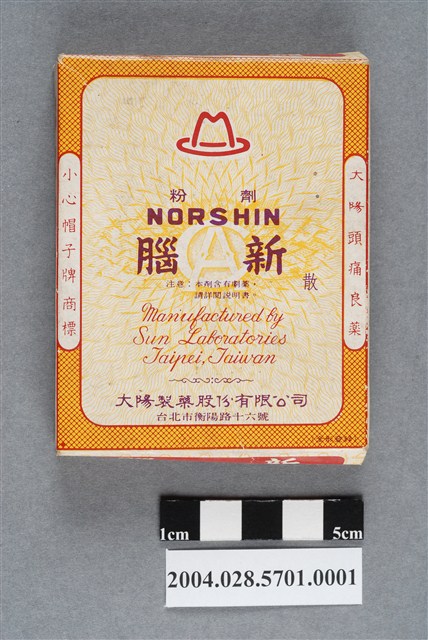 粉劑
NORSHIN
腦新
散
注意：本劑含有劇藥，
請詳閱説明書。
Manufactured by
Sun Laboratories
Taipei, Taiwan
大陽製藥股份有限公司
台北市衡陽路十六號
小心帽子牌商標
大陽頭痛良藥
1cm
5cm
2004.028.5701.0001